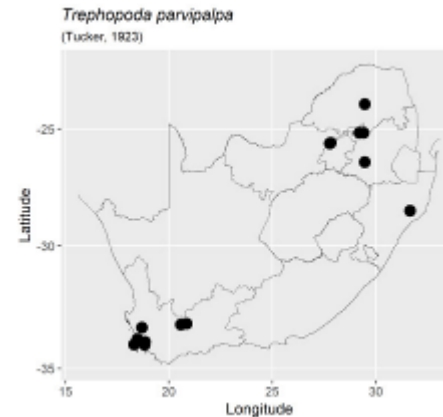 Trephopoda parvipalpa
(Tucker, 1923)
-25
-30
-35
Latitude
15 20 25 30
Longitude